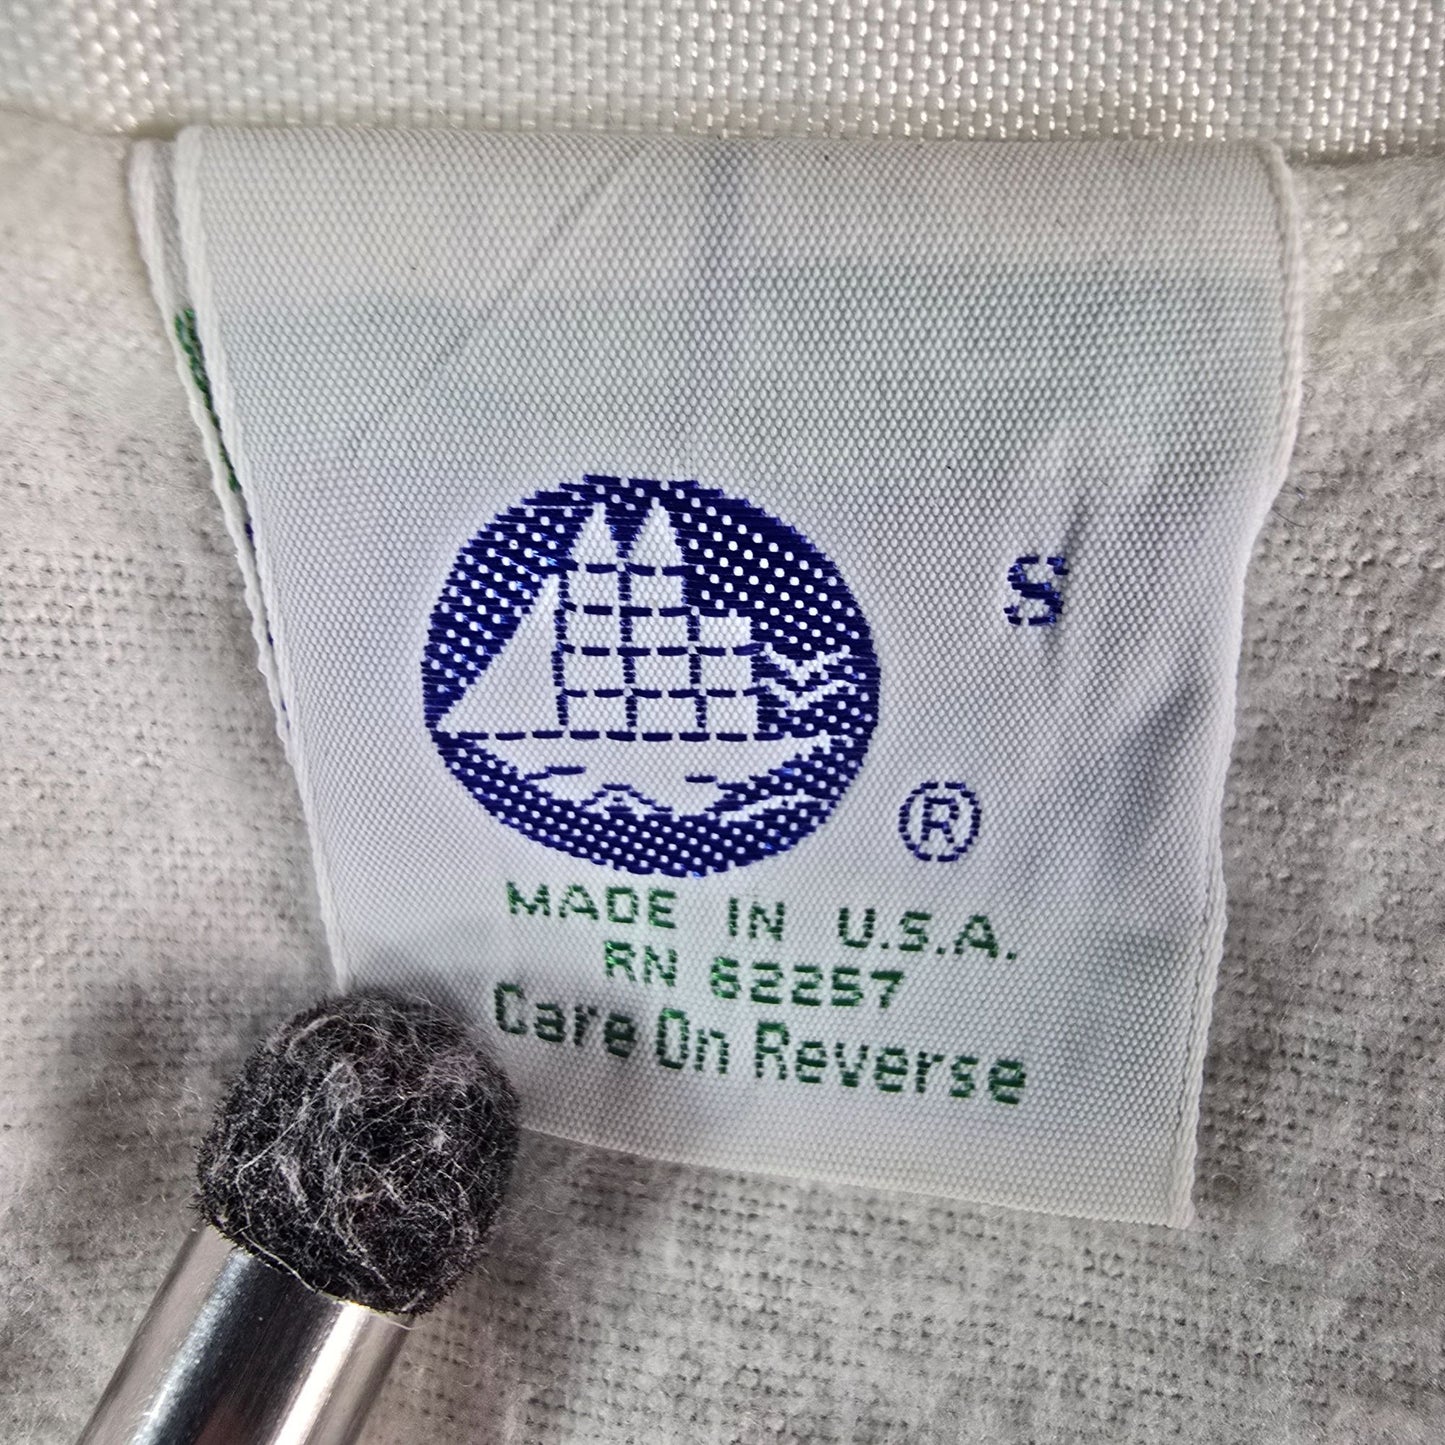 S
®
MADE IN U.S.A.
RN 62257
Care On Reverse